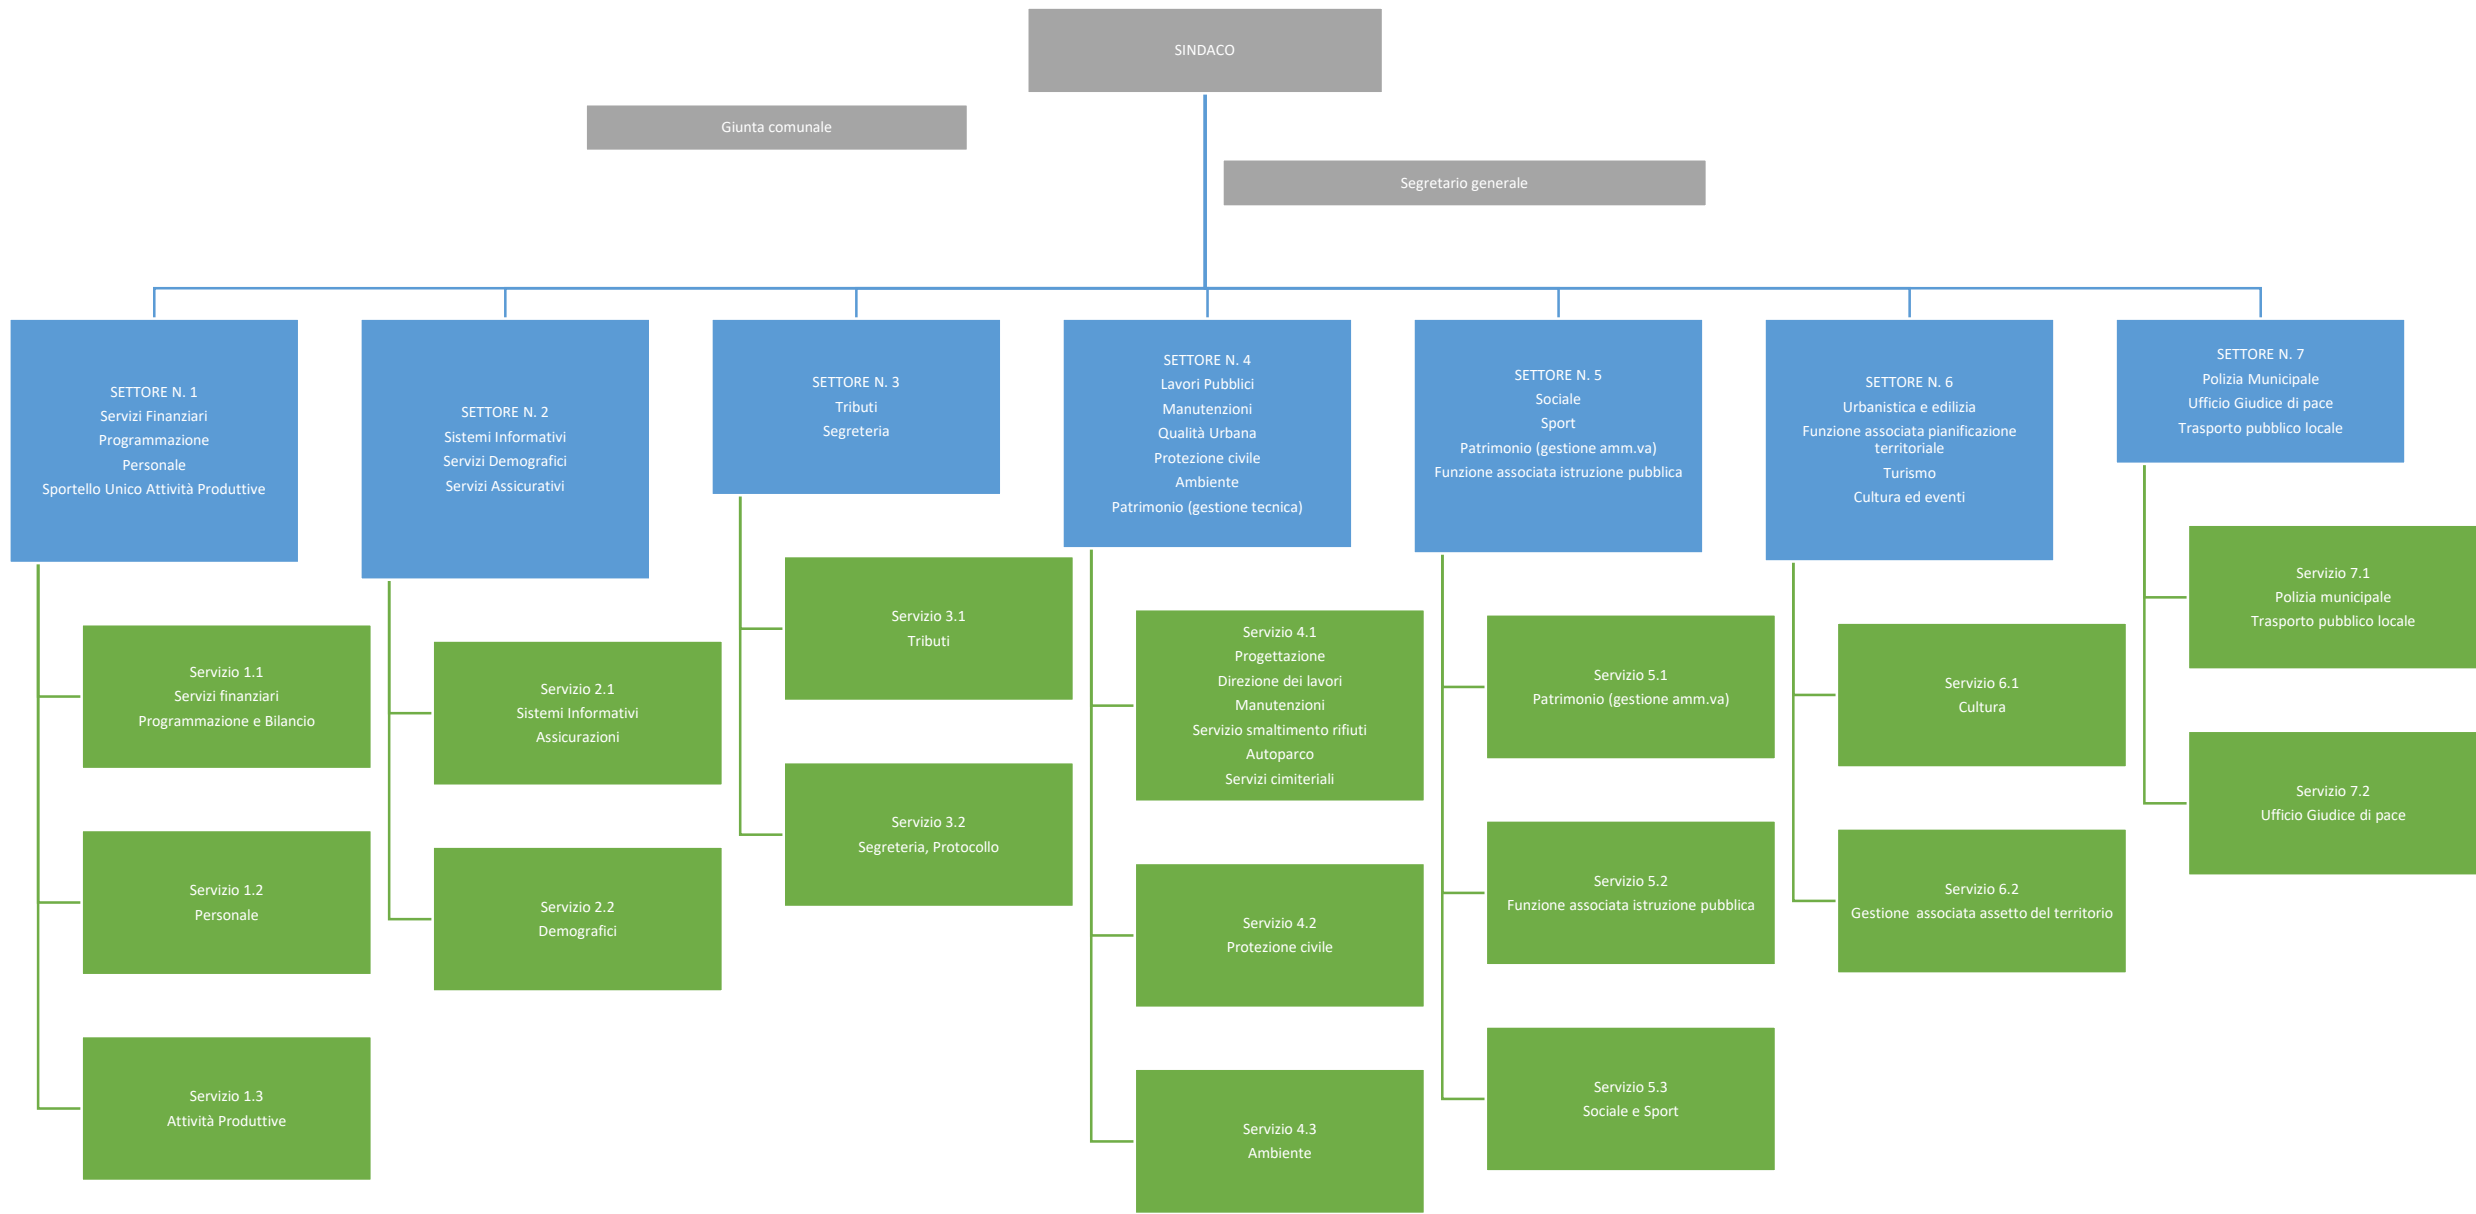 SINDACO
Giunta comunale
Segretario generale
SETTORE N. 1
Servizi Finanziari
Programmazione
Personale
Sportello Unico Attività Produttive
Servizio 1.1
Servizi finanziari
Programmazione e Bilancio
Servizio 1.2
Personale
Servizio 1.3
Attività Produttive
SETTORE N. 2
Sistemi Informativi
Servizi Demografici
Servizi Assicurativi
Servizio 2.1
Sistemi Informativi
Assicurazioni
Servizio 2.2
Demografici
SETTORE N. 3
Tributi
Segreteria
Servizio 3.1
Tributi
Servizio 3.2
Segreteria, Protocollo
SETTORE N. 4
Lavori Pubblici
Manutenzioni
Qualità Urbana
Protezione civile
Ambiente
Patrimonio (gestione tecnica)
Servizio 4.1
Progettazione
Direzione dei lavori
Manutenzioni
Servizio smaltimento rifiuti
Autoparco
Servizi cimiteriali
Servizio 4.2
Protezione civile
Servizio 4.3
Ambiente
SETTORE N. 5
Sociale
Sport
Patrimonio (gestione amm.va)
Funzione associata istruzione pubblica
Servizio 5.1
Patrimonio (gestione amm.va)
Servizio 5.2
Funzione associata istruzione pubblica
Servizio 5.3
Sociale e Sport
SETTORE N. 6
Urbanistica e edilizia
Funzione associata pianificazione
territoriale
Turismo
Cultura ed eventi
Servizio 6.1
Cultura
Servizio 6.2
Gestione  associata assetto del territorio
SETTORE N. 7
Polizia Municipale
Ufficio Giudice di pace
Trasporto pubblico locale
Servizio 7.1
Polizia municipale
Trasporto pubblico locale
Servizio 7.2
Ufficio Giudice di pace